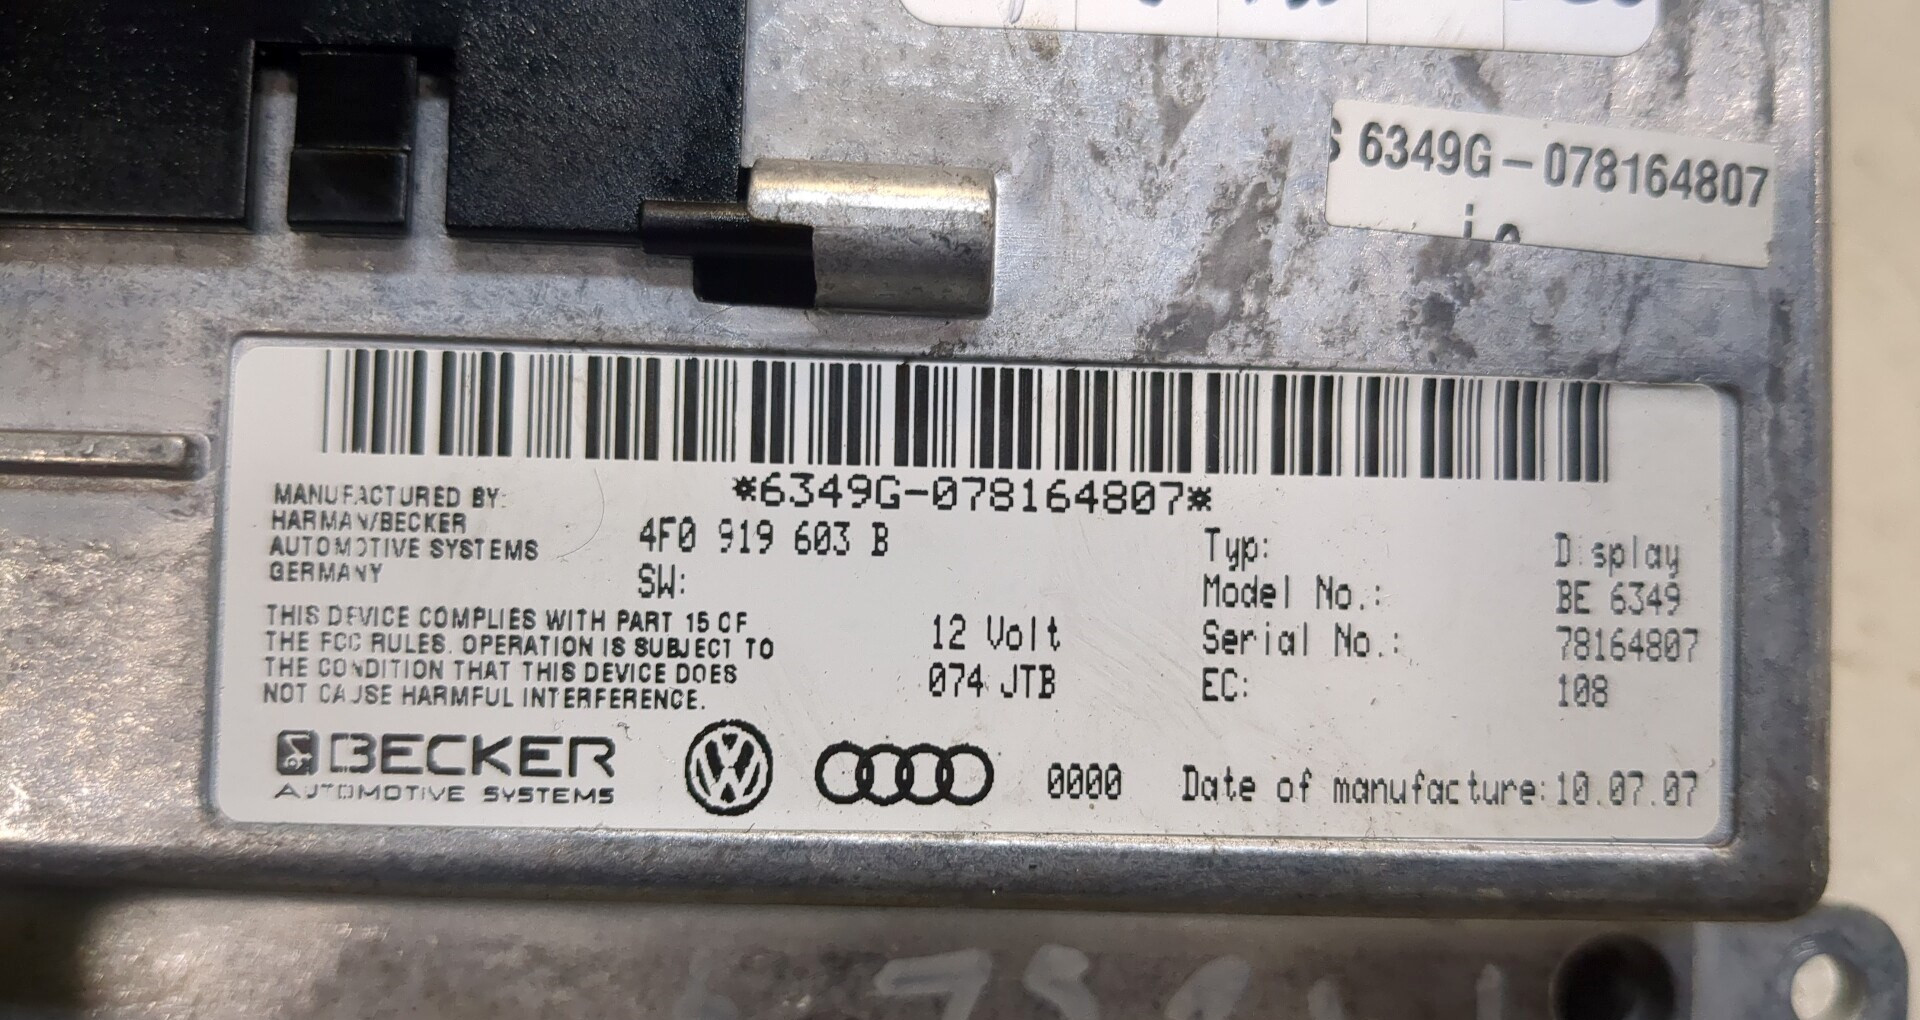 6349G-078164807
*6349G-078164807*
MANUFACTURED BY:
HARMAN/BECKER
AUTOMOTIVE SYSTEMS
GERMANY
4F0 919 603 B
SW:
THIS DEVICE COMPLIES WITH PART 15 OF
THE FCC RULES. OPERATION IS SUBJECT TO
THE CONDITION THAT THIS DEVICE DOES
NOT CAUSE HARMFUL INTERFERENCE.
12 Volt
074 JTB
Typ: Display
Model No.: BE 6349
Serial No.: 78164807
EC: 108
BECKER
AUTOMOTIVE SYSTEMS
0000
Date of manufacture: 10.07.07